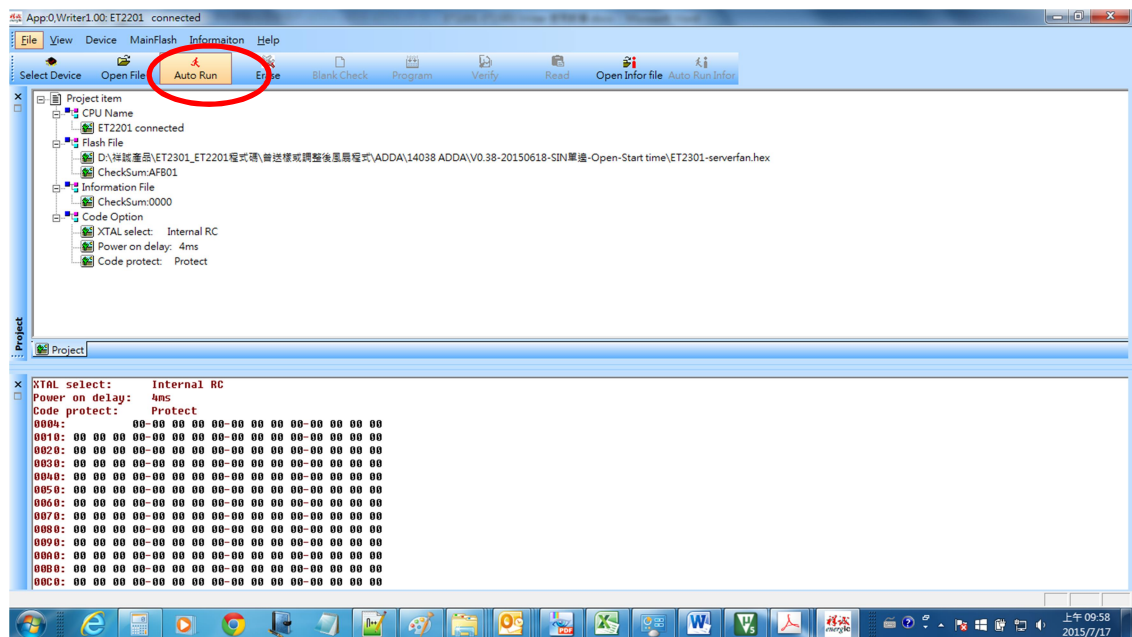 App:0,Writer1.00: ET2201 connected
File View Device MainFlash Informaiton Help
Select Device Open File Auto Run Erase Blank Check Program Verify Read Open Infor file Auto Run Infor
Project item
CPU Name
ET2201 connected
Flash File
D:\祥誠產品\ET2301_ET2201程式碼\曾送樣或調整後風扇程式\ADDA\14038 ADDA\V0.38-20150618-SIN單邊-Open-Start time\ET2301-serverfan.hex
CheckSum:AFB01
Information File
CheckSum:0000
Code Option
XTAL select: Internal RC
Power on delay: 4ms
Code protect: Protect
Project
Project
XTAL select: Internal RC
Power on delay: 4ms
Code protect: Protect
0004: 00-00 00 00 00-00 00 00 00-00 00 00 00
0010: 00 00 00 00-00 00 00 00-00 00 00 00-00 00 00 00
0020: 00 00 00 00-00 00 00 00-00 00 00 00-00 00 00 00
0030: 00 00 00 00-00 00 00 00-00 00 00 00-00 00 00 00
0040: 00 00 00 00-00 00 00 00-00 00 00 00-00 00 00 00
0050: 00 00 00 00-00 00 00 00-00 00 00 00-00 00 00 00
0060: 00 00 00 00-00 00 00 00-00 00 00 00-00 00 00 00
0070: 00 00 00 00-00 00 00 00-00 00 00 00-00 00 00 00
0080: 00 00 00 00-00 00 00 00-00 00 00 00-00 00 00 00
0090: 00 00 00 00-00 00 00 00-00 00 00 00-00 00 00 00
00A0: 00 00 00 00-00 00 00 00-00 00 00 00-00 00 00 00
00B0: 00 00 00 00-00 00 00 00-00 00 00 00-00 00 00 00
00C0: 00 00 00 00-00 00 00 00-00 00 00 00-00 00 00 00
祥誠
energic
上午 09:58
2015/7/17